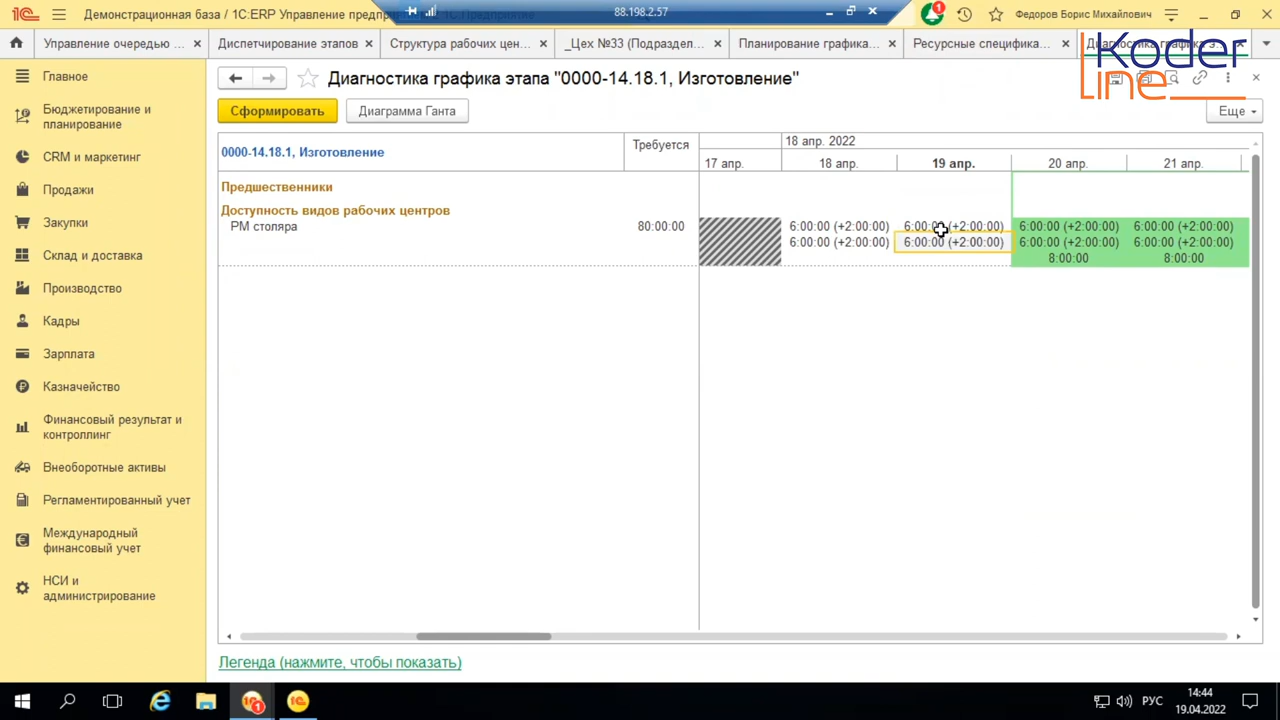 Демонстрационная база / 1С:ERP Управление предпри
88.198.2.57
Федоров Борис Михайлович
Управление очередью ...
Диспетчирование этапов
Структура рабочих цен...
_Цех №33 (Подраздел...
Планирование графика...
Ресурсные спецификa...
Koder
line
Главное
Бюджетирование и
планирование
CRM и маркетинг
Продажи
Закупки
Склад и доставка
Производство
Кадры
Зарплата
Казначейство
Финансовый результат и
контроллинг
Внеоборотные активы
Регламентированный учет
Международный
финансовый учет
НСИ и
администрирование
Диагностика графика этапа "0000-14.18.1, Изготовление"
Сформировать
Диаграмма Ганта
Еще
0000-14.18.1, Изготовление
Требуется
18 апр. 2022
17 апр.
18 апр.
19 апр.
20 апр.
21 апр.
Предшественники
Доступность видов рабочих центров
РМ столяра
80:00:00
6:00:00 (+2:00:00)
6:00:00 (+2:00:00)
6:00:00 (+2:00:00)
6:00:00 (+2:00:00)
6:00:00 (+2:00:00)
6:00:00 (+2:00:00)
6:00:00 (+2:00:00)
6:00:00 (+2:00:00)
8:00:00
8:00:00
Легенда (нажмите, чтобы показать)
РУС
14:44
19.04.2022